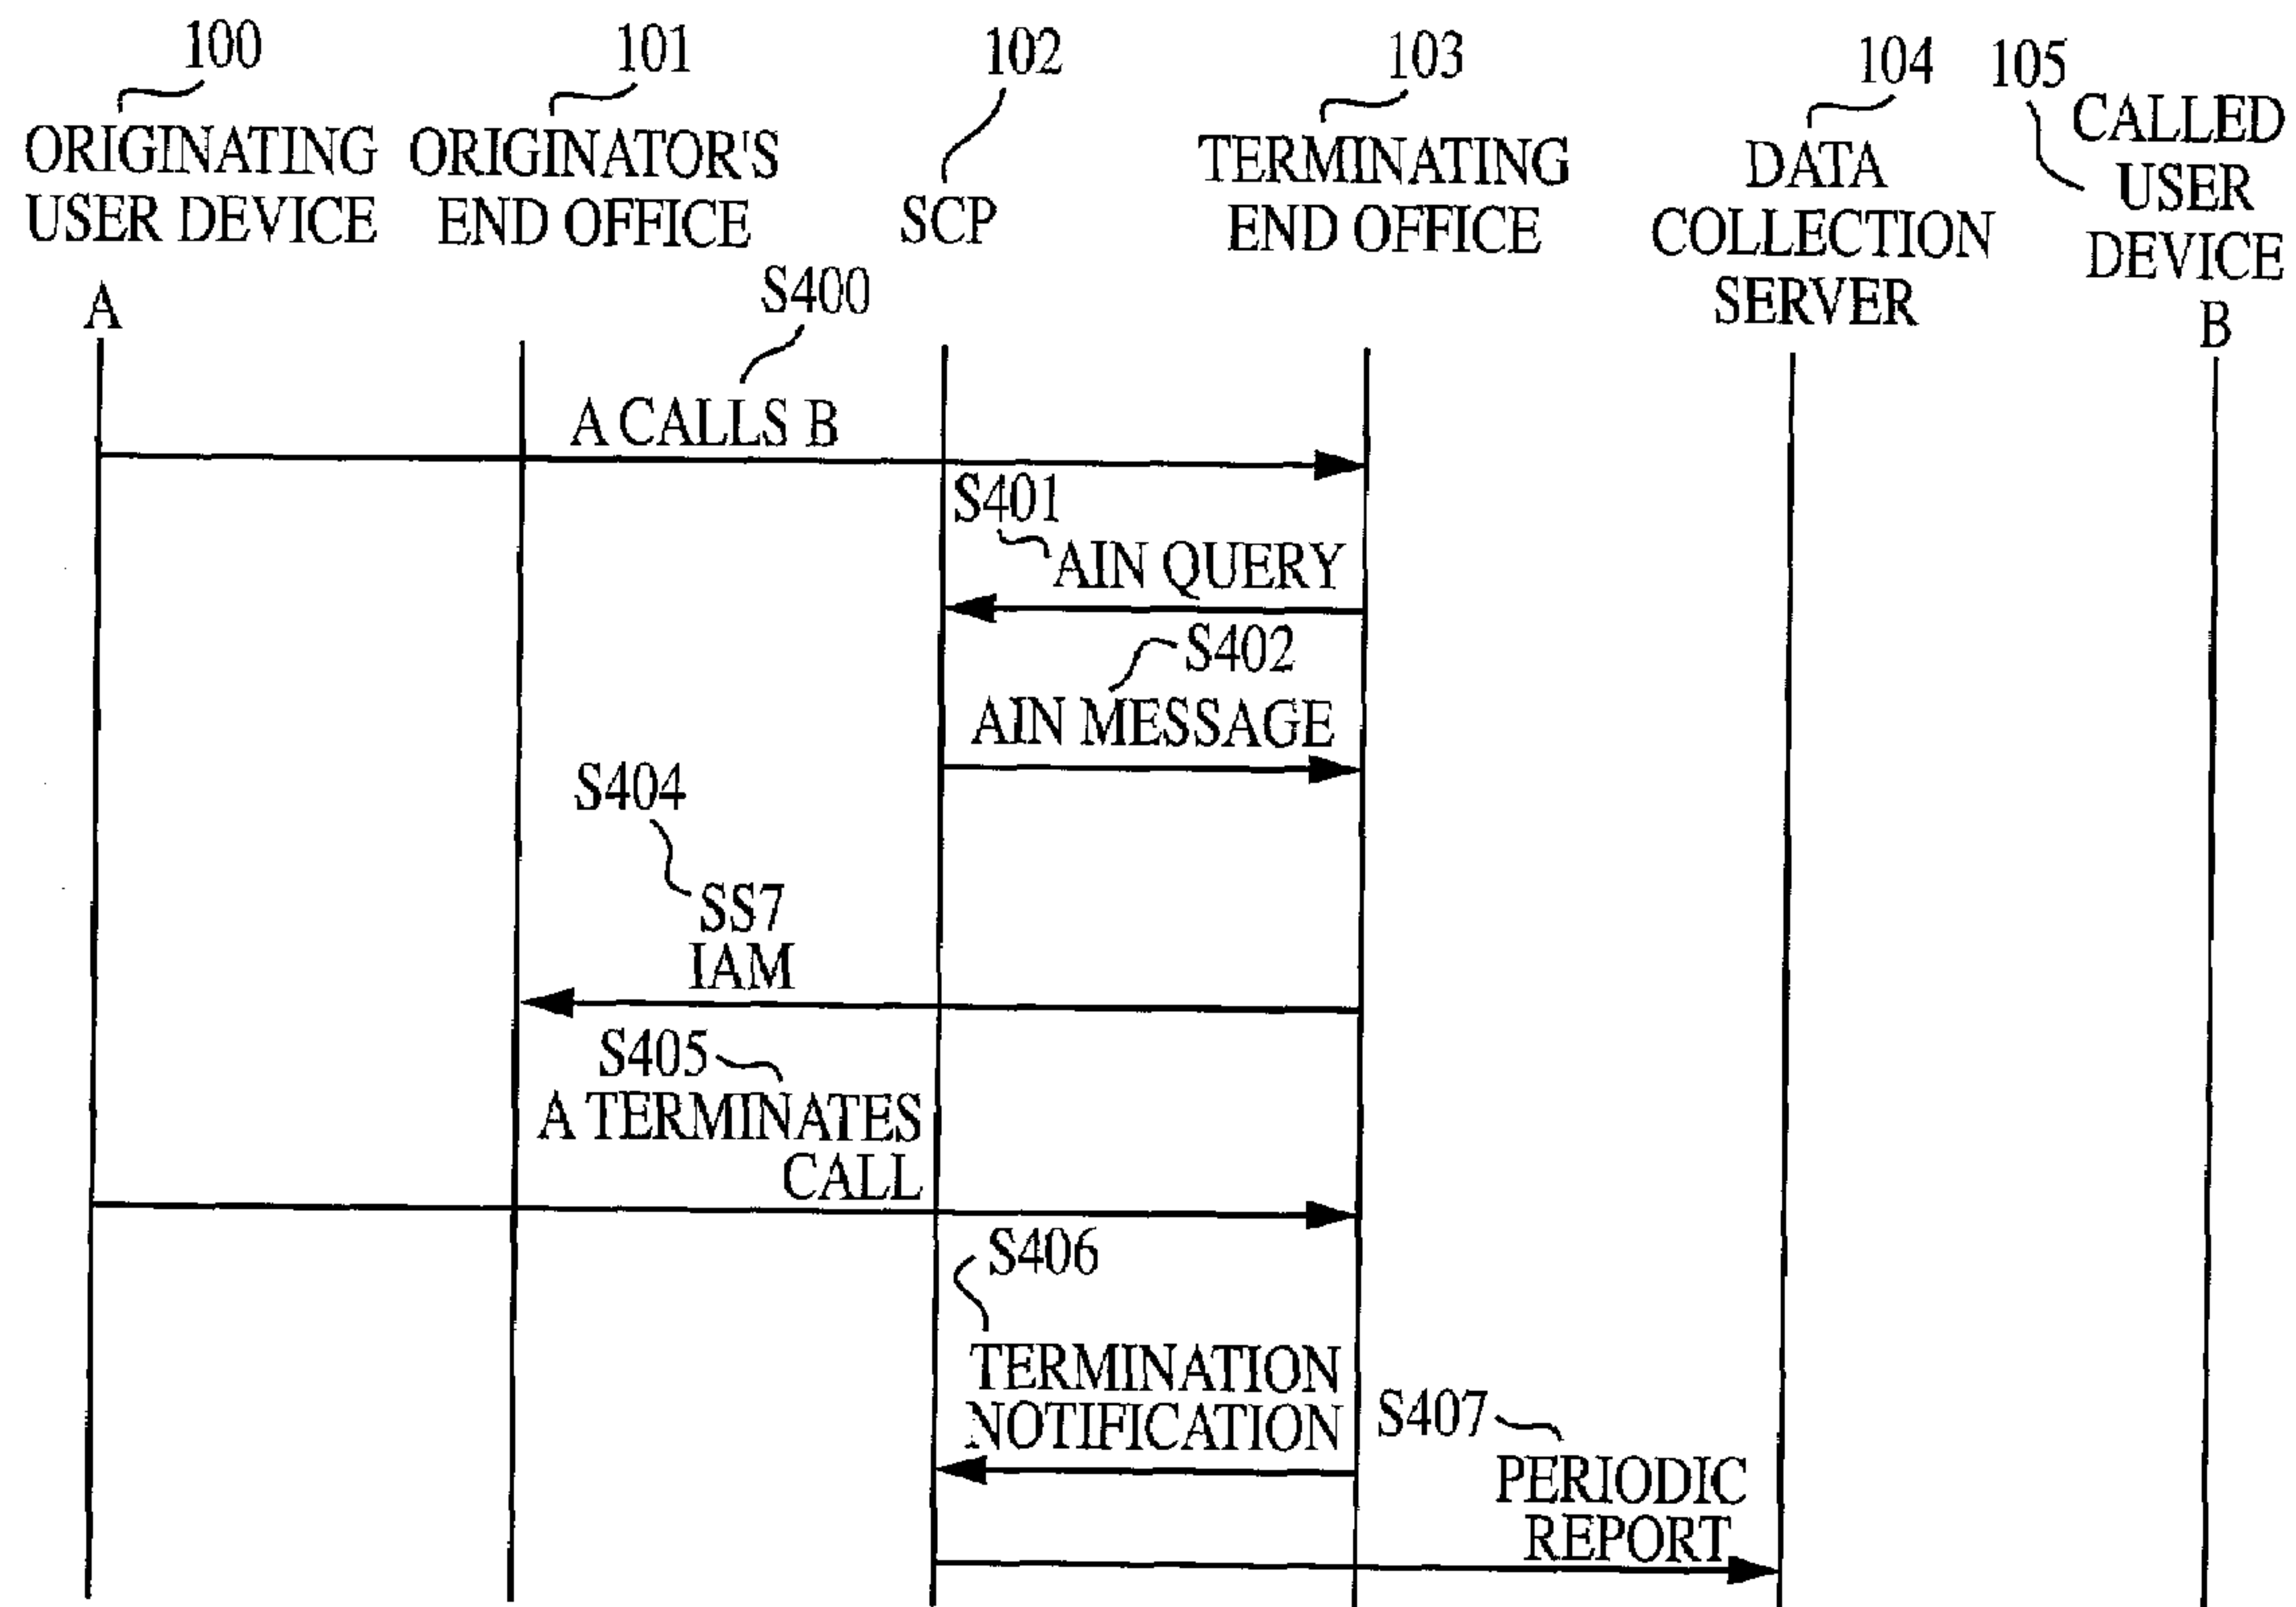 100
ORIGINATING
USER DEVICE
A
101
ORIGINATOR'S
END OFFICE
102
SCP
103
TERMINATING
END OFFICE
104
DATA
COLLECTION
SERVER
105
CALLED
USER
DEVICE
B
S400
A CALLS B
S401
AIN QUERY
S402
AIN MESSAGE
S404
SS7
IAM
S405
A TERMINATES
CALL
S406
TERMINATION
NOTIFICATION
S407
PERIODIC
REPORT